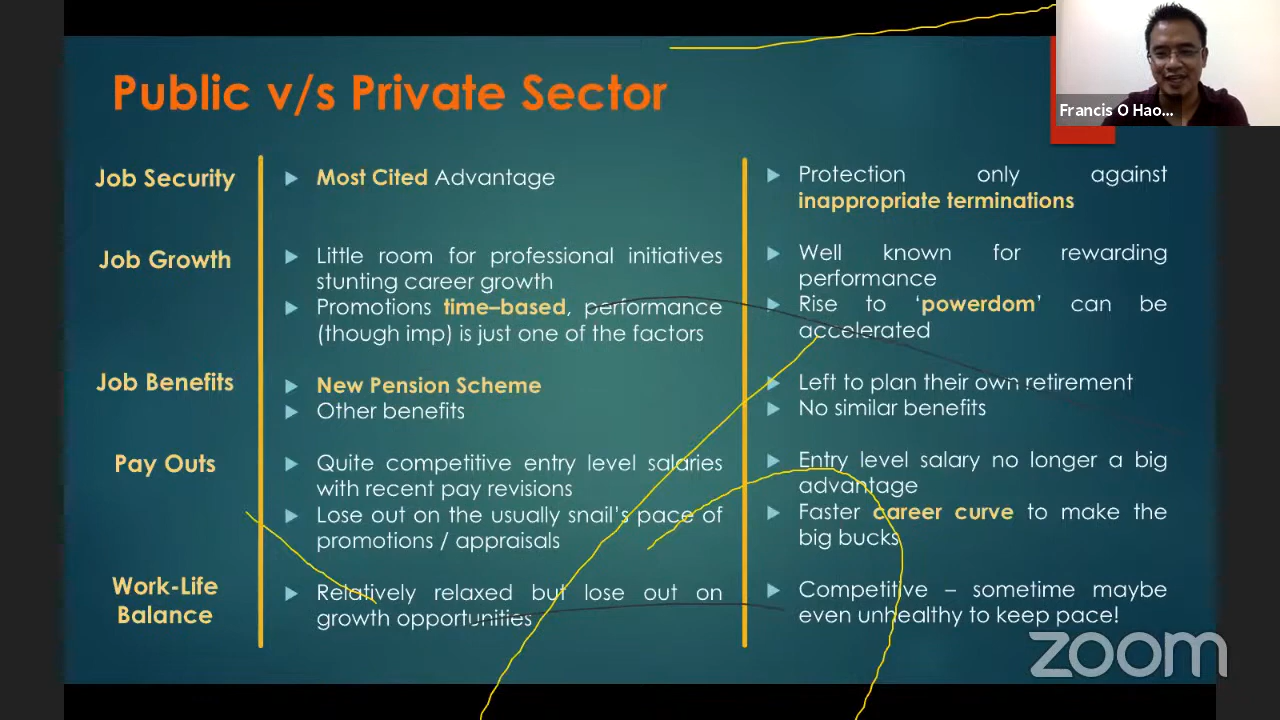 Public v/s Private Sector
Francis O Hao...
Job Security
Most Cited Advantage
Protection only against
inappropriate terminations
Job Growth
Little room for professional initiatives
stunting career growth
Promotions time–based, performance
(though imp) is just one of the factors
Well known for rewarding
performance
Rise to ‘powerdom’ can be
accelerated
Job Benefits
New Pension Scheme
Other benefits
Left to plan their own retirement
No similar benefits
Pay Outs
Quite competitive entry level salaries
with recent pay revisions
Lose out on the usually snail’s pace of
promotions / appraisals
Entry level salary no longer a big
advantage
Faster career curve to make the
big bucks
Work-Life
Balance
Relatively relaxed but lose out on
growth opportunities
Competitive – sometime maybe
even unhealthy to keep pace!
zoom